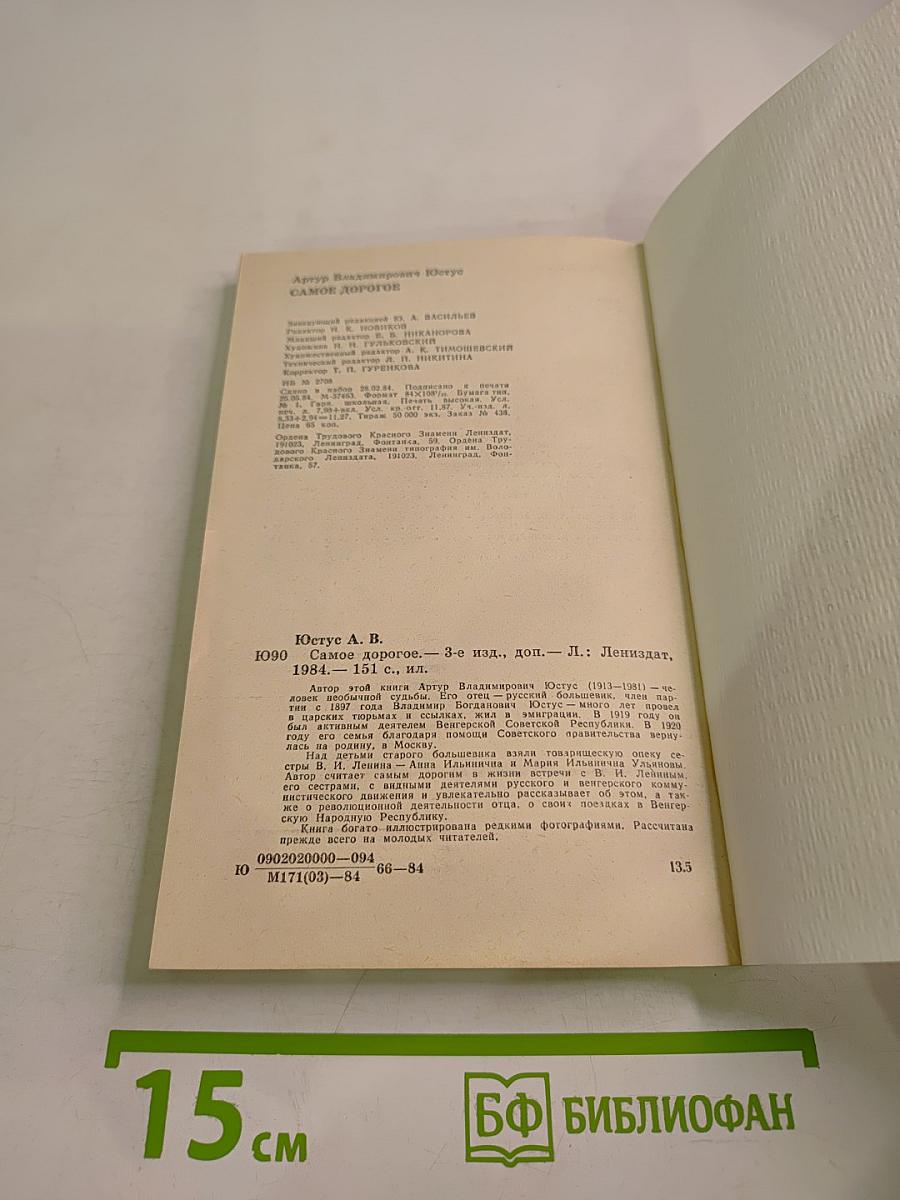 Артур Владимирович Юстус
САМОЕ ДОРОГОЕ
Заведующий редакцией Ю. А. ВАСИЛЬЕВ
Редактор Н. К. НОВИКОВ
Младший редактор Е. Б. НИКАНОРОВА
Художник И. Н. ГУЛЬКОВСКИЙ
Художественный редактор А. К. ТИМОШЕВСКИЙ
Технический редактор Л. П. НИКИТИНА
Корректор Т. П. ГУРЕНКОВА
ИБ № 2708
Сдано в набор 28.02.84. Подписано к печати
25.05.84. М-37463. Формат 84×108¹/₃₂. Бумага тип.
№ 1. Гарн. школьная. Печать высокая. Усл.
печ. л. 7,98+вкл. Усл. кр.-отт. 11,87. Уч.-изд. л.
8,33+2,94=11,27. Тираж 50 000 экз. Заказ № 438.
Цена 65 коп.
Ордена Трудового Красного Знамени Лениздат,
191023, Ленинград, Фонтанка, 59. Ордена Тру-
дового Красного Знамени типография им. Воло-
дарского Лениздата, 191023, Ленинград, Фон-
танка, 57.
Юстус А. В.
Ю90 Самое дорогое.— 3-е изд., доп.— Л.: Лениздат,
1984.— 151 с., ил.
Автор этой книги Артур Владимирович Юстус (1913—1981) — че-
ловек необычной судьбы. Его отец — русский большевик, член пар-
тии с 1897 года Владимир Богданович Юстус — много лет провел
в царских тюрьмах и ссылках, жил в эмиграции. В 1919 году он
был активным деятелем Венгерской Советской Республики. В 1920
году его семья благодаря помощи Советского правительства верну-
лась на родину, в Москву.
Над детьми старого большевика взяли товарищескую опеку се-
стры В. И. Ленина — Анна Ильинична и Мария Ильинична Ульяновы.
Автор считает самым дорогим в жизни встречи с В. И. Лениным,
его сестрами, с видными деятелями русского и венгерского комму-
нистического движения и увлекательно рассказывает об этом, а так-
же о революционной деятельности отца, о своих поездках в Венгер-
скую Народную Республику.
Книга богато иллюстрирована редкими фотографиями. Рассчитана
прежде всего на молодых читателей.
0902020000—094
Ю 66—84 13.5
М171(03)—84
15 см
БФ БИБЛИОФАН